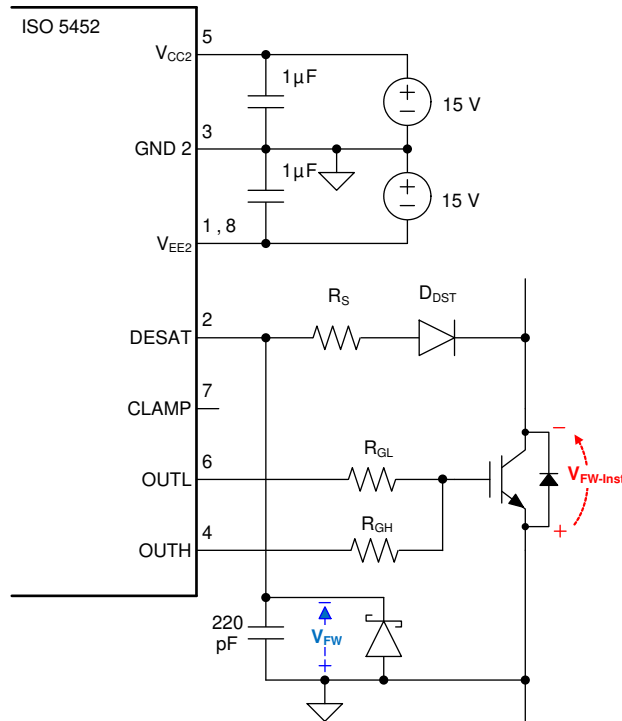 ISO 5452
5
VCC2
1µF
15 V
3
GND 2
1µF
15 V
1 , 8
VEE2
RS
DDST
2
DESAT
7
CLAMP
RGL
VFW-Inst
6
OUTL
RGH
4
OUTH
220
pF
VFW